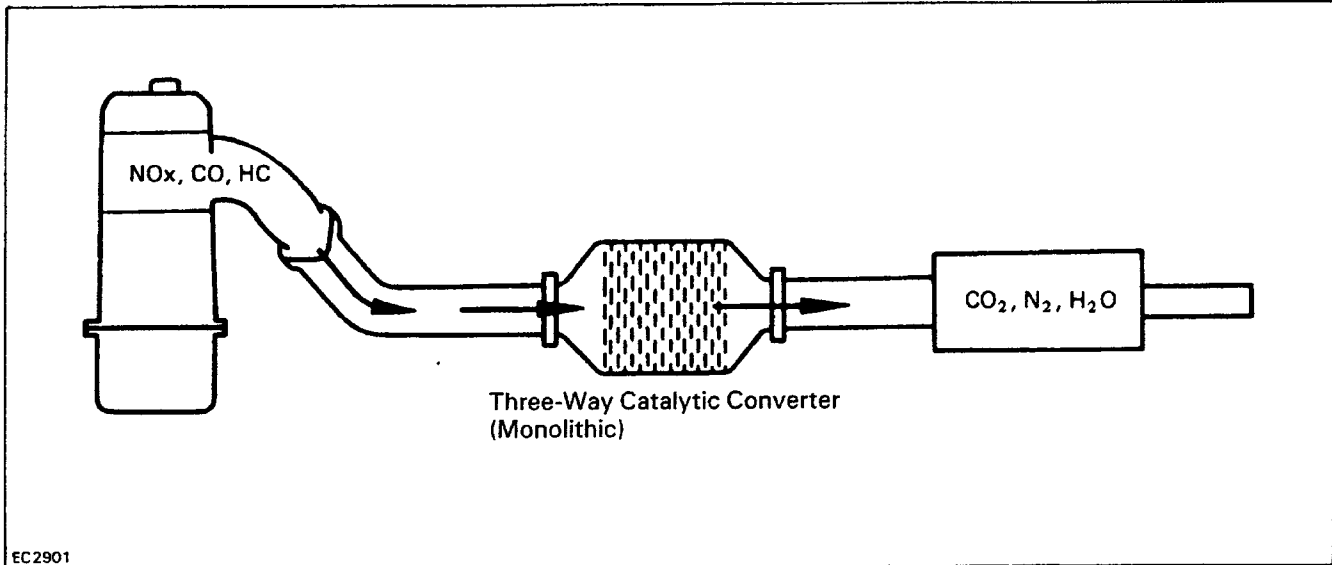 NOx, CO, HC
CO₂, N₂, H₂O
Three-Way Catalytic Converter
(Monolithic)
EC2901